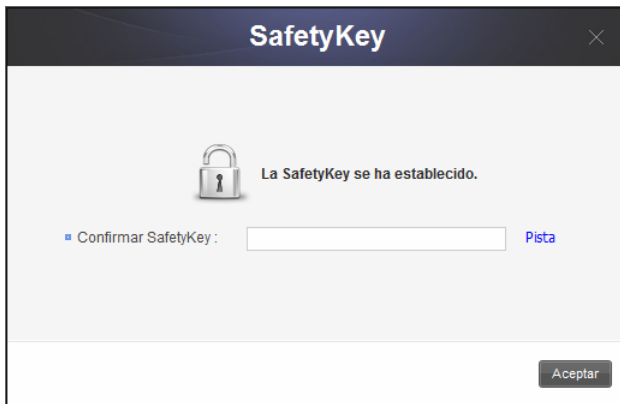 SafetyKey
La SafetyKey se ha establecido.
Confirmar SafetyKey : Pista
Aceptar